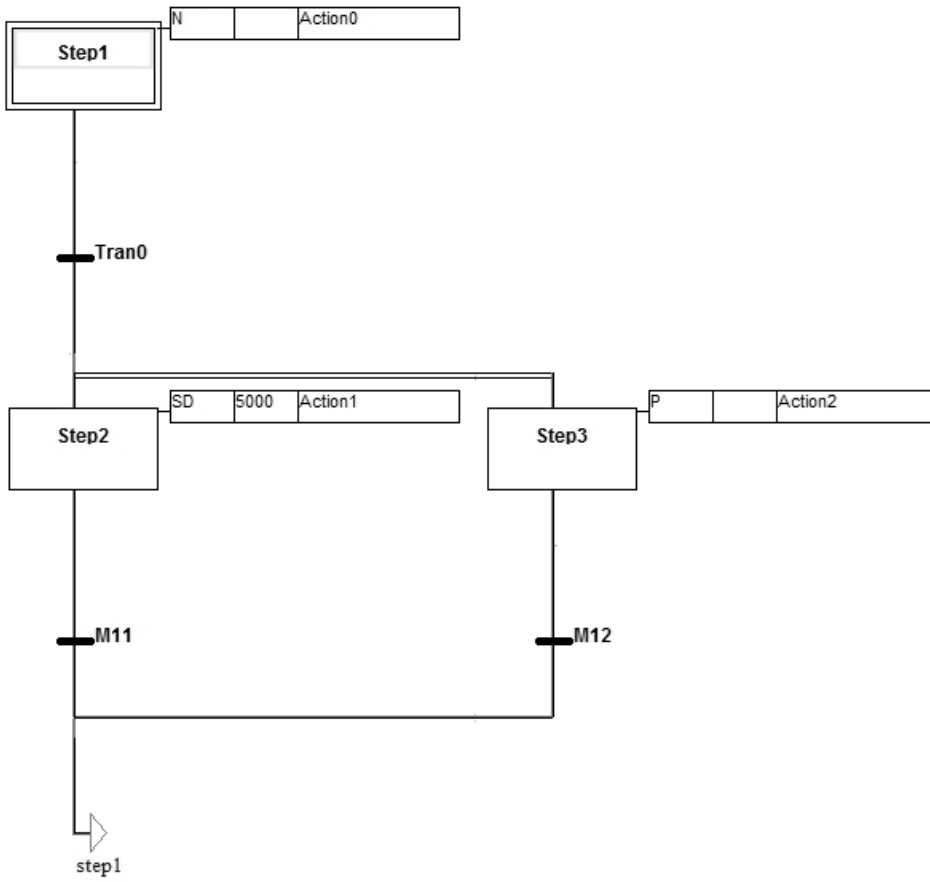 N Action0
Step1
Tran0
SD 5000 Action1
P Action2
Step2
Step3
M11
M12
step1